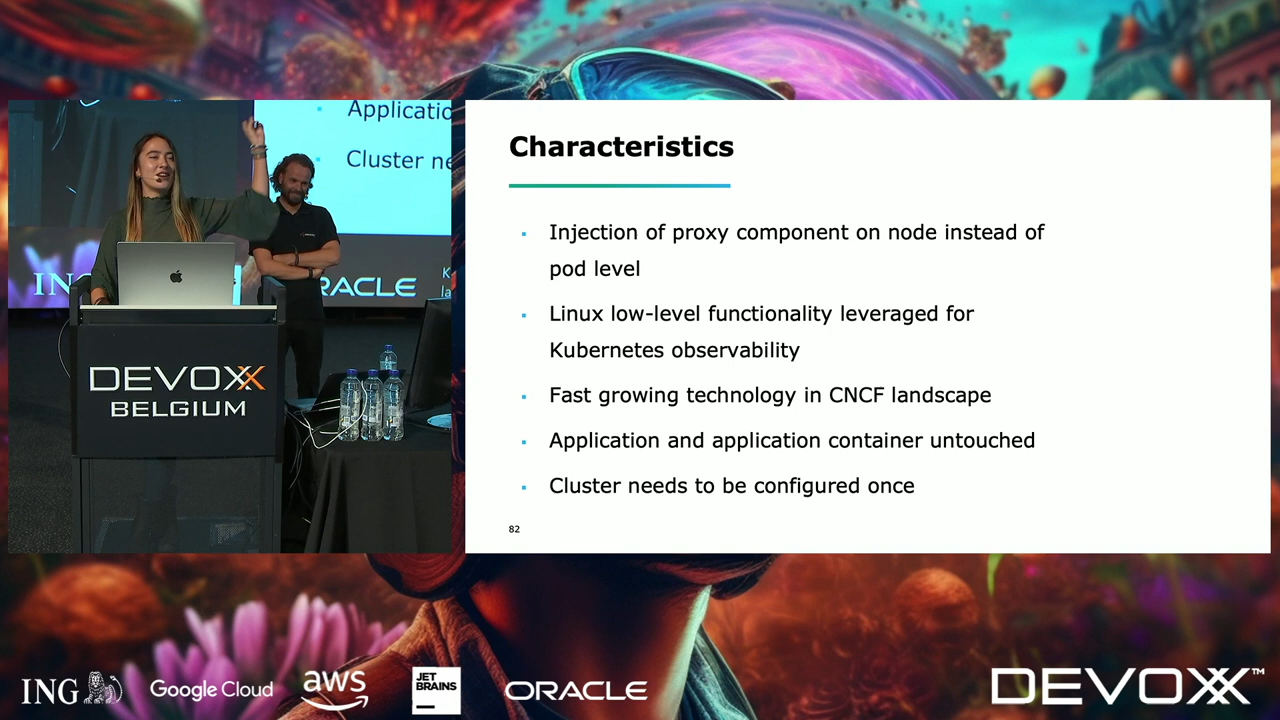 Applicatio
Cluster ne
ING
ORACLE
DEVOXX
BELGIUM
Characteristics
▪ Injection of proxy component on node instead of
pod level
▪ Linux low-level functionality leveraged for
Kubernetes observability
▪ Fast growing technology in CNCF landscape
▪ Application and application container untouched
▪ Cluster needs to be configured once
82
ING
Google Cloud
aws
JET
BRAINS
ORACLE
DEVOXX™